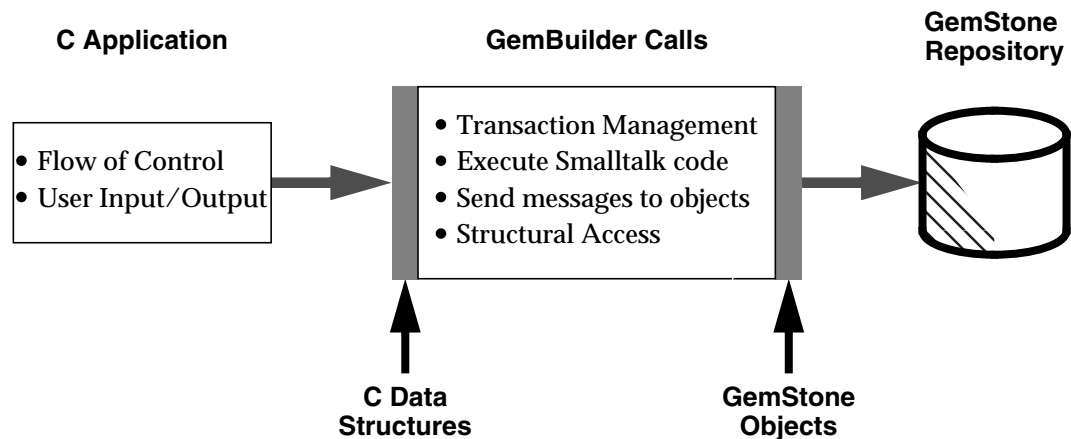 C Application
GemBuilder Calls
GemStone
Repository
• Flow of Control
• User Input/Output
• Transaction Management
• Execute Smalltalk code
• Send messages to objects
• Structural Access
C Data
Structures
GemStone
Objects